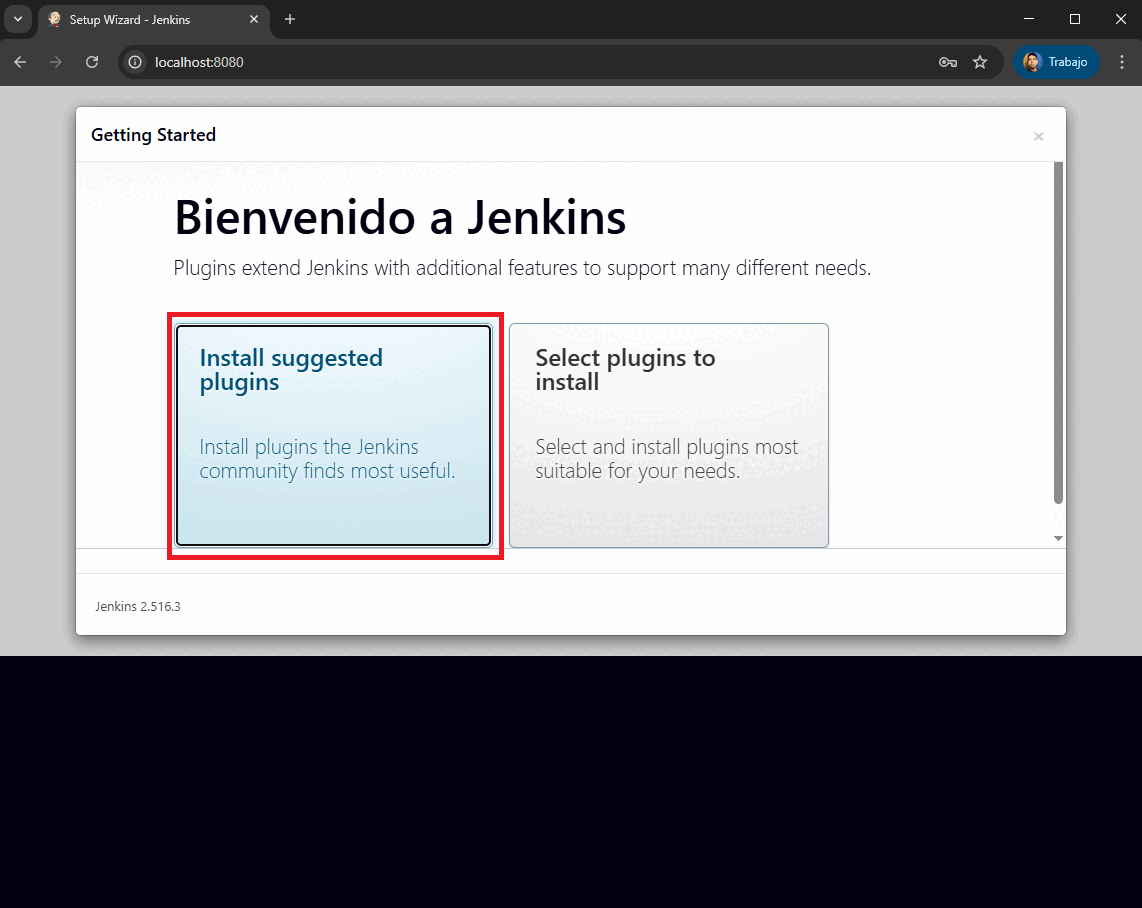 Setup Wizard - Jenkins
localhost:8080
Trabajo
Getting Started
Bienvenido a Jenkins
Plugins extend Jenkins with additional features to support many different needs.
Install suggested
plugins
Install plugins the Jenkins
community finds most useful.
Select plugins to
install
Select and install plugins most
suitable for your needs.
Jenkins 2.516.3